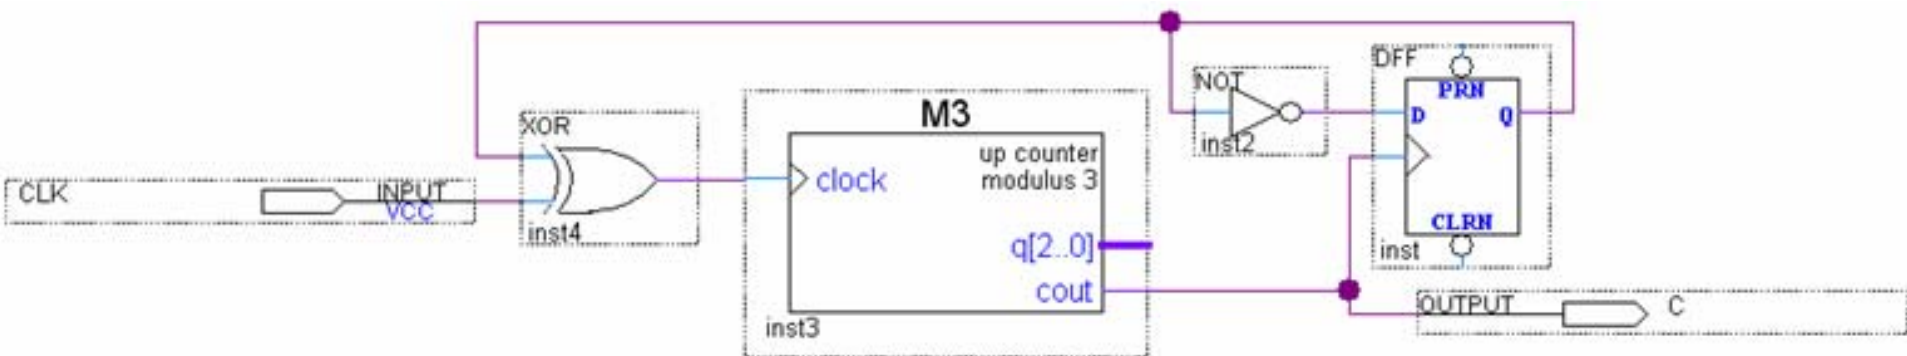 CLK
INPUT
VCC
XOR
inst4
M3
up counter
modulus 3
clock
q[2..0]
cout
inst3
NOT
inst2
DFF
PRN
D
Q
CLRN
inst
OUTPUT
C